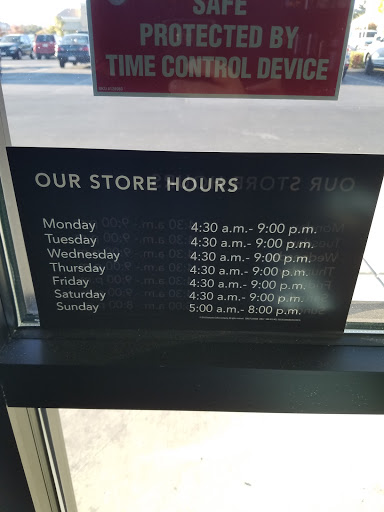 SAFE
PROTECTED BY
TIME CONTROL DEVICE
OUR STORE HOURS
Monday 4:30 a.m.- 9:00 p.m.
Tuesday 4:30 a.m.- 9:00 p.m.
Wednesday 4:30 a.m.- 9:00 p.m.
Thursday 4:30 a.m.- 9:00 p.m.
Friday 4:30 a.m.- 9:00 p.m.
Saturday 4:30 a.m.- 9:00 p.m.
Sunday 5:00 a.m.- 8:00 p.m.